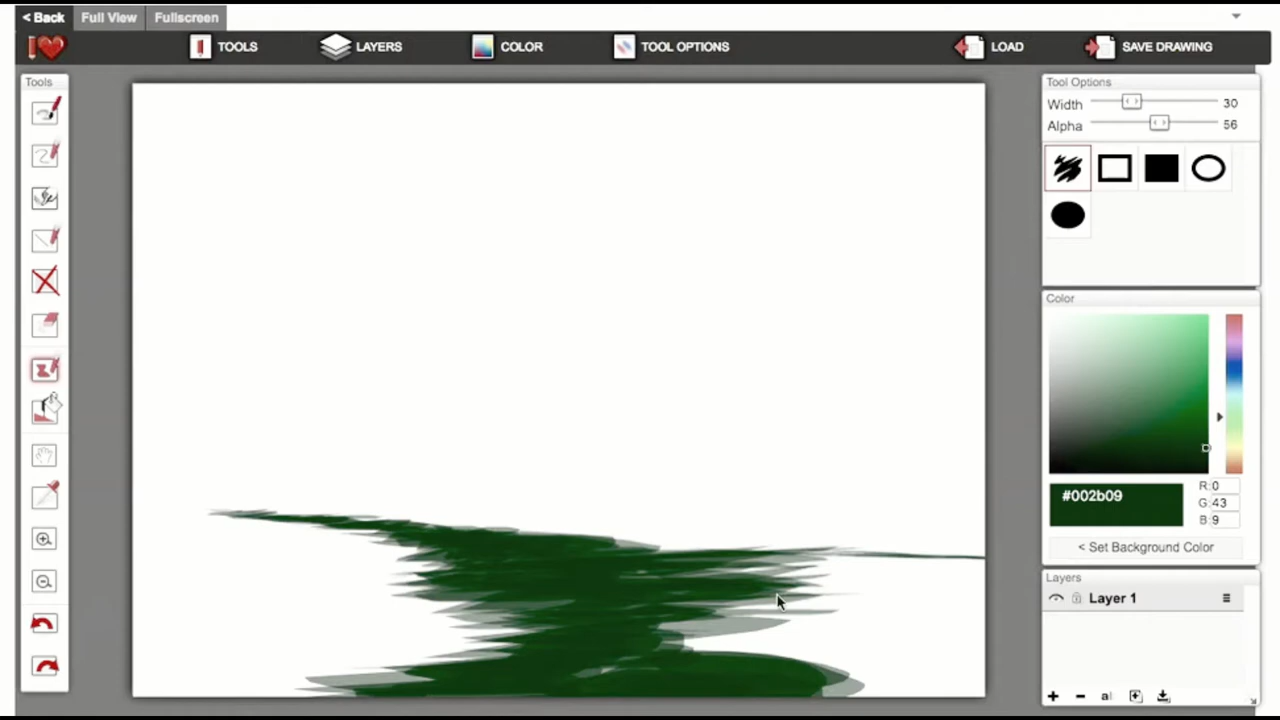 < Back Full View Fullscreen
TOOLS LAYERS COLOR TOOL OPTIONS LOAD SAVE DRAWING
Tools
Tool Options
Width 30
Alpha 56
Color
#002b09
R: 0
G: 43
B: 9
< Set Background Color
Layers
Layer 1